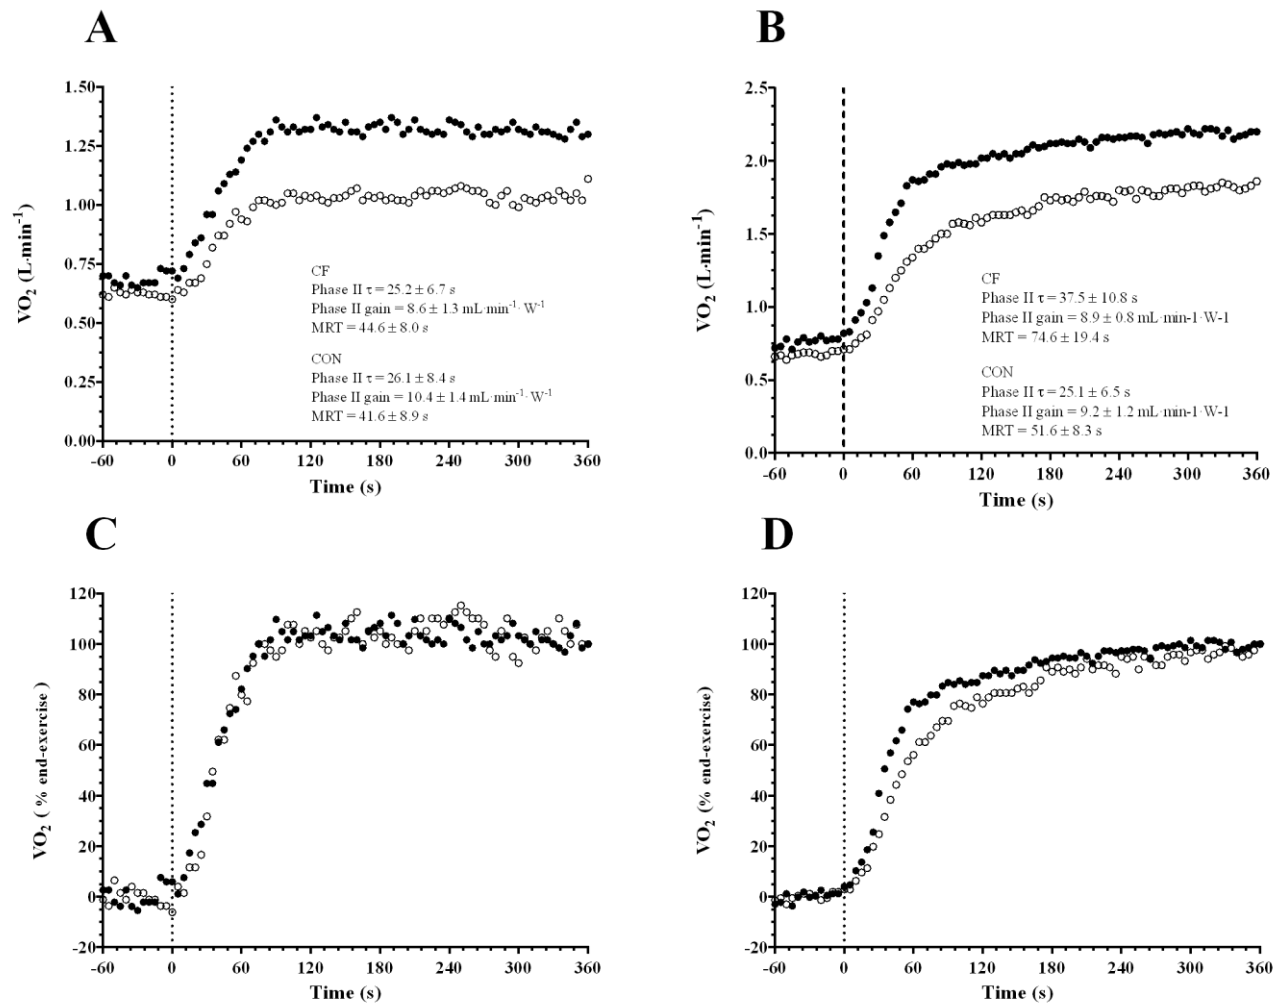 A
1.50
1.25
1.00
0.75
0.50
0.25
0.00
VO2 (L·min-1)
-60 0 60 120 180 240 300 360
Time (s)
CF
Phase II τ = 25.2 ± 6.7 s
Phase II gain = 8.6 ± 1.3 mL·min-1· W-1
MRT = 44.6 ± 8.0 s
CON
Phase II τ = 26.1 ± 8.4 s
Phase II gain = 10.4 ± 1.4 mL·min-1· W-1
MRT = 41.6 ± 8.9 s
B
2.5
2.0
1.5
1.0
0.5
0.0
VO2 (L·min-1)
-60 0 60 120 180 240 300 360
Time (s)
CF
Phase II τ = 37.5 ± 10.8 s
Phase II gain = 8.9 ± 0.8 mL·min-1·W-1
MRT = 74.6 ± 19.4 s
CON
Phase II τ = 25.1 ± 6.5 s
Phase II gain = 9.2 ± 1.2 mL·min-1·W-1
MRT = 51.6 ± 8.3 s
C
120
100
80
60
40
20
0
-20
VO2 ( % end-exercise )
-60 0 60 120 180 240 300 360
Time (s)
D
120
100
80
60
40
20
0
-20
VO2 (% end-exercise)
-60 0 60 120 180 240 300 360
Time (s)